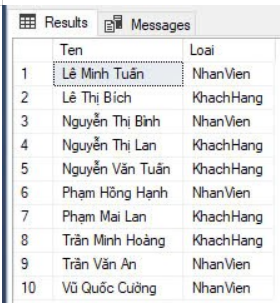 Results Messages
Ten Loai
1 Lê Minh Tuấn NhanVien
2 Lê Thị Bích KhachHang
3 Nguyễn Thị Bình NhanVien
4 Nguyễn Thị Lan KhachHang
5 Nguyễn Văn Tuấn KhachHang
6 Phạm Hồng Hạnh NhanVien
7 Phạm Mai Lan KhachHang
8 Trần Minh Hoàng KhachHang
9 Trần Văn An NhanVien
10 Vũ Quốc Cường NhanVien